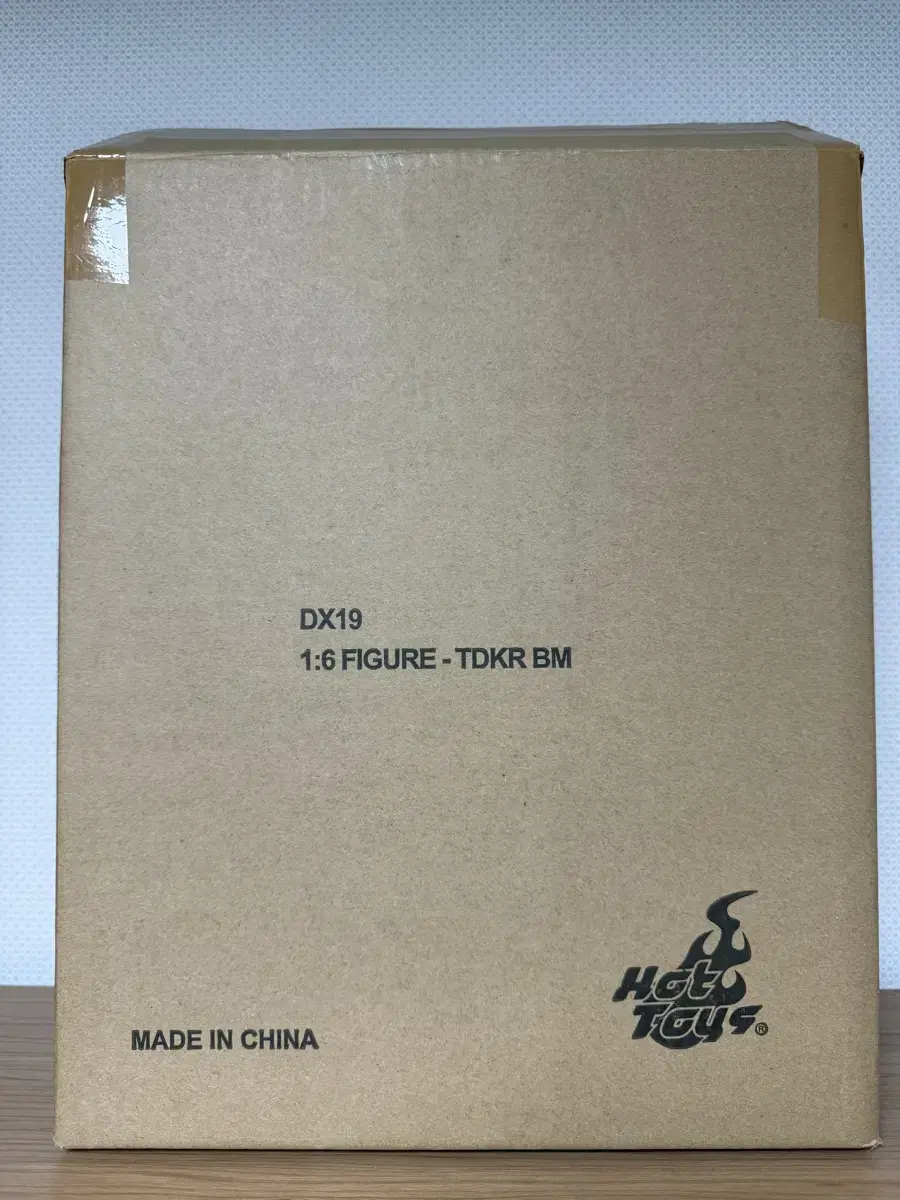 DX19
1:6 FIGURE - TDKR BM
Hot
Toys®
MADE IN CHINA